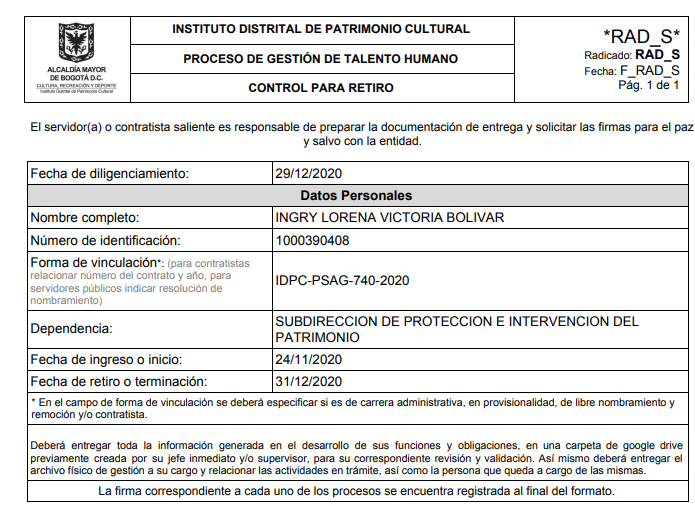 ALCALDÍA MAYOR
DE BOGOTÁ D.C.
CULTURA, RECREACIÓN Y DEPORTE
Instituto Distrital de Patrimonio Cultural
INSTITUTO DISTRITAL DE PATRIMONIO CULTURAL
PROCESO DE GESTIÓN DE TALENTO HUMANO
CONTROL PARA RETIRO
*RAD_S*
Radicado: RAD_S
Fecha: F_RAD_S
Pág. 1 de 1
El servidor(a) o contratista saliente es responsable de preparar la documentación de entrega y solicitar las firmas para el paz
y salvo con la entidad.
Fecha de diligenciamiento: 29/12/2020
Datos Personales
Nombre completo: INGRY LORENA VICTORIA BOLIVAR
Número de identificación: 1000390408
Forma de vinculación*: (para contratistas
relacionar número del contrato y año, para
servidores públicos indicar resolución de
nombramiento)
IDPC-PSAG-740-2020
Dependencia:
SUBDIRECCION DE PROTECCION E INTERVENCION DEL
PATRIMONIO
Fecha de ingreso o inicio: 24/11/2020
Fecha de retiro o terminación: 31/12/2020
* En el campo de forma de vinculación se deberá especificar si es de carrera administrativa, en provisionalidad, de libre nombramiento y
remoción y/o contratista.
Deberá entregar toda la información generada en el desarrollo de sus funciones y obligaciones, en una carpeta de google drive
previamente creada por su jefe inmediato y/o supervisor, para su correspondiente revisión y validación. Así mismo deberá entregar el
archivo físico de gestión a su cargo y relacionar las actividades en trámite, así como la persona que queda a cargo de las mismas.
La firma correspondiente a cada uno de los procesos se encuentra registrada al final del formato.